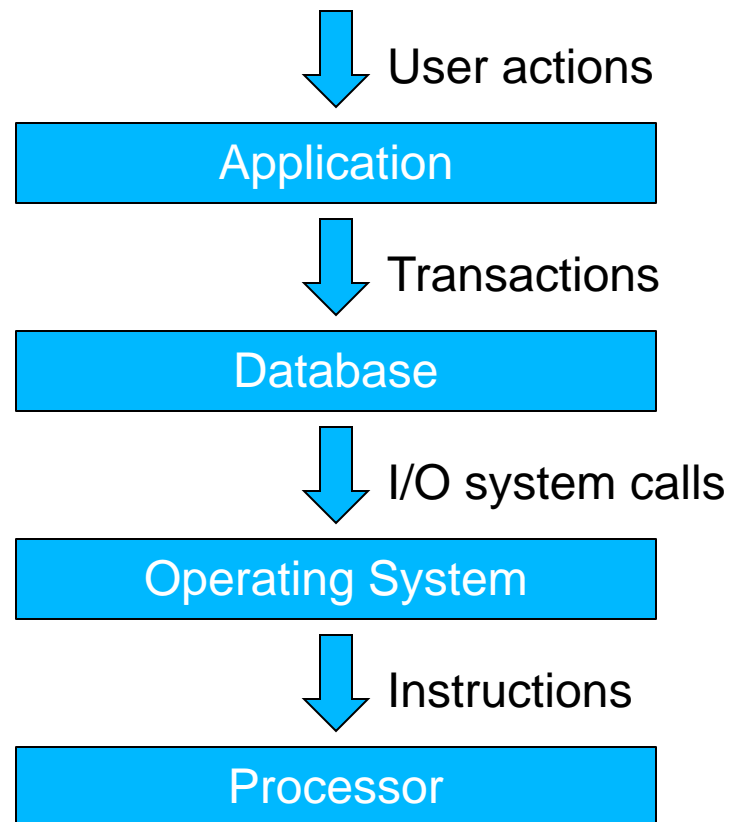 User actions
Application
Transactions
Database
I/O system calls
Operating System
Instructions
Processor